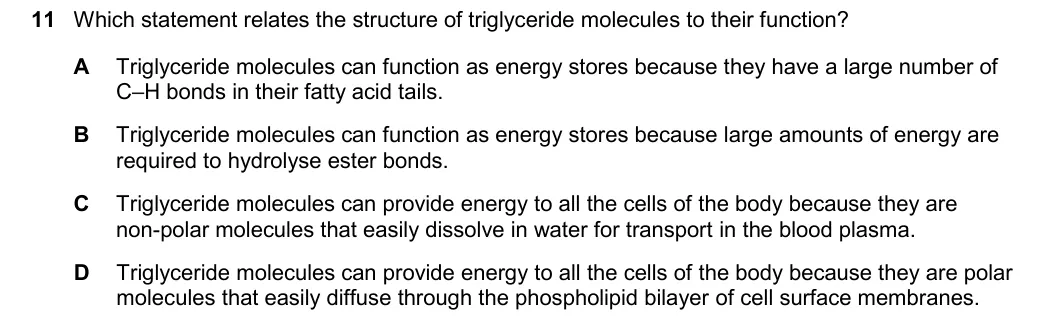 11 Which statement relates the structure of triglyceride molecules to their function?
A Triglyceride molecules can function as energy stores because they have a large number of
C–H bonds in their fatty acid tails.
B Triglyceride molecules can function as energy stores because large amounts of energy are
required to hydrolyse ester bonds.
C Triglyceride molecules can provide energy to all the cells of the body because they are
non-polar molecules that easily dissolve in water for transport in the blood plasma.
D Triglyceride molecules can provide energy to all the cells of the body because they are polar
molecules that easily diffuse through the phospholipid bilayer of cell surface membranes.